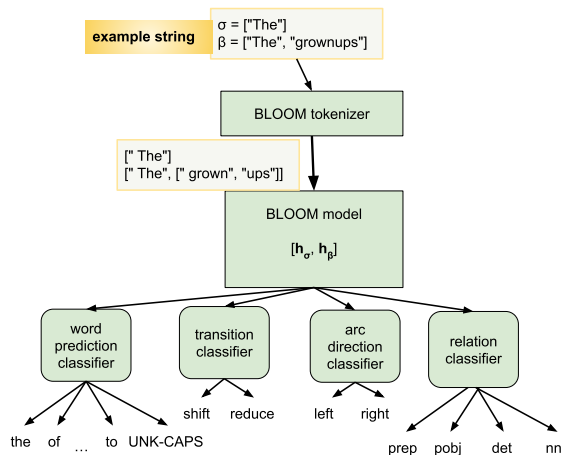 example string
σ = ["The"]
β = ["The", "grownups"]
BLOOM tokenizer
[" The"]
[" The", [" grown", "ups"]]
BLOOM model
[hσ, hβ]
word
prediction
classifier
transition
classifier
arc
direction
classifier
relation
classifier
shift reduce
left right
the of ... to UNK-CAPS
prep pobj det nn